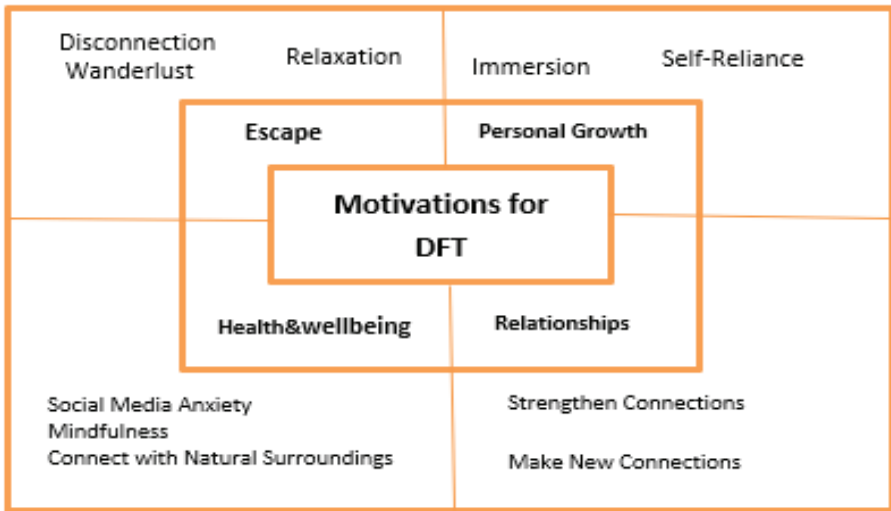 Disconnection
Wanderlust
Relaxation
Immersion
Self-Reliance
Escape
Personal Growth
Motivations for
DFT
Health&wellbeing
Relationships
Social Media Anxiety
Mindfulness
Connect with Natural Surroundings
Strengthen Connections
Make New Connections